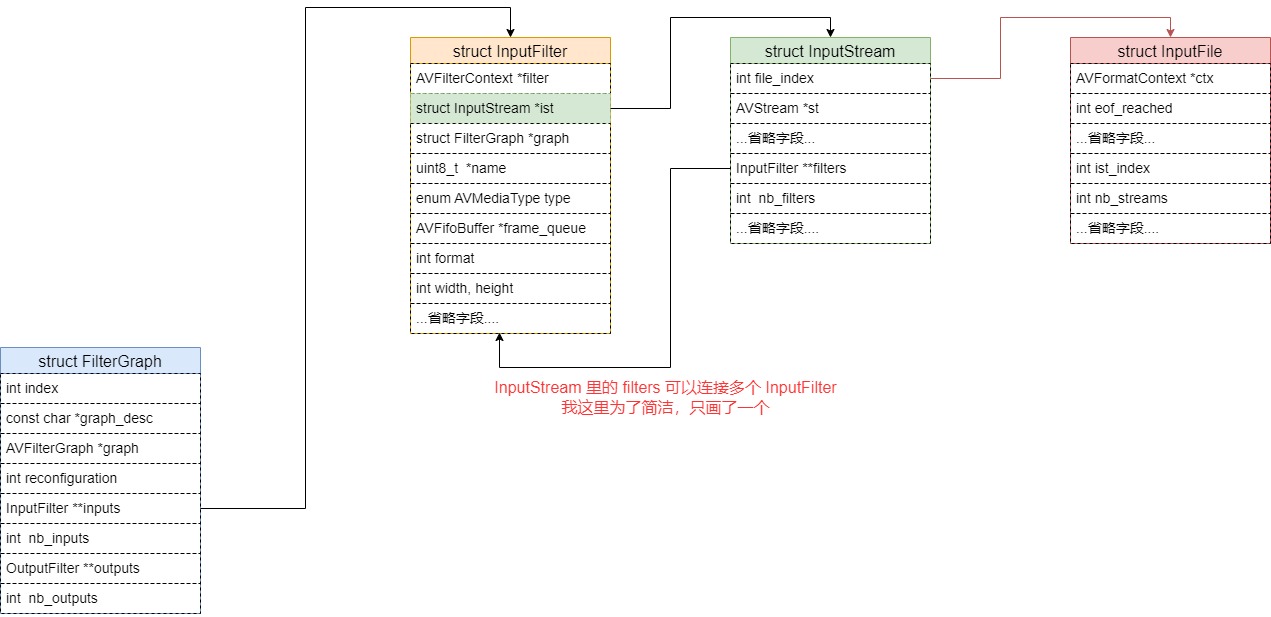 struct InputFilter
AVFilterContext *filter
struct InputStream *ist
struct FilterGraph *graph
uint8_t  *name
enum AVMediaType type
AVFifoBuffer *frame_queue
int format
int width, height
...省略字段....
struct InputStream
int file_index
AVStream *st
...省略字段...
InputFilter **filters
int  nb_filters
...省略字段....
struct InputFile
AVFormatContext *ctx
int eof_reached
...省略字段...
int ist_index
int nb_streams
...省略字段....
struct FilterGraph
int index
const char *graph_desc
AVFilterGraph *graph
int reconfiguration
InputFilter **inputs
int  nb_inputs
OutputFilter **outputs
int  nb_outputs
InputStream 里的 filters 可以连接多个 InputFilter
我这里为了简洁，只画了一个